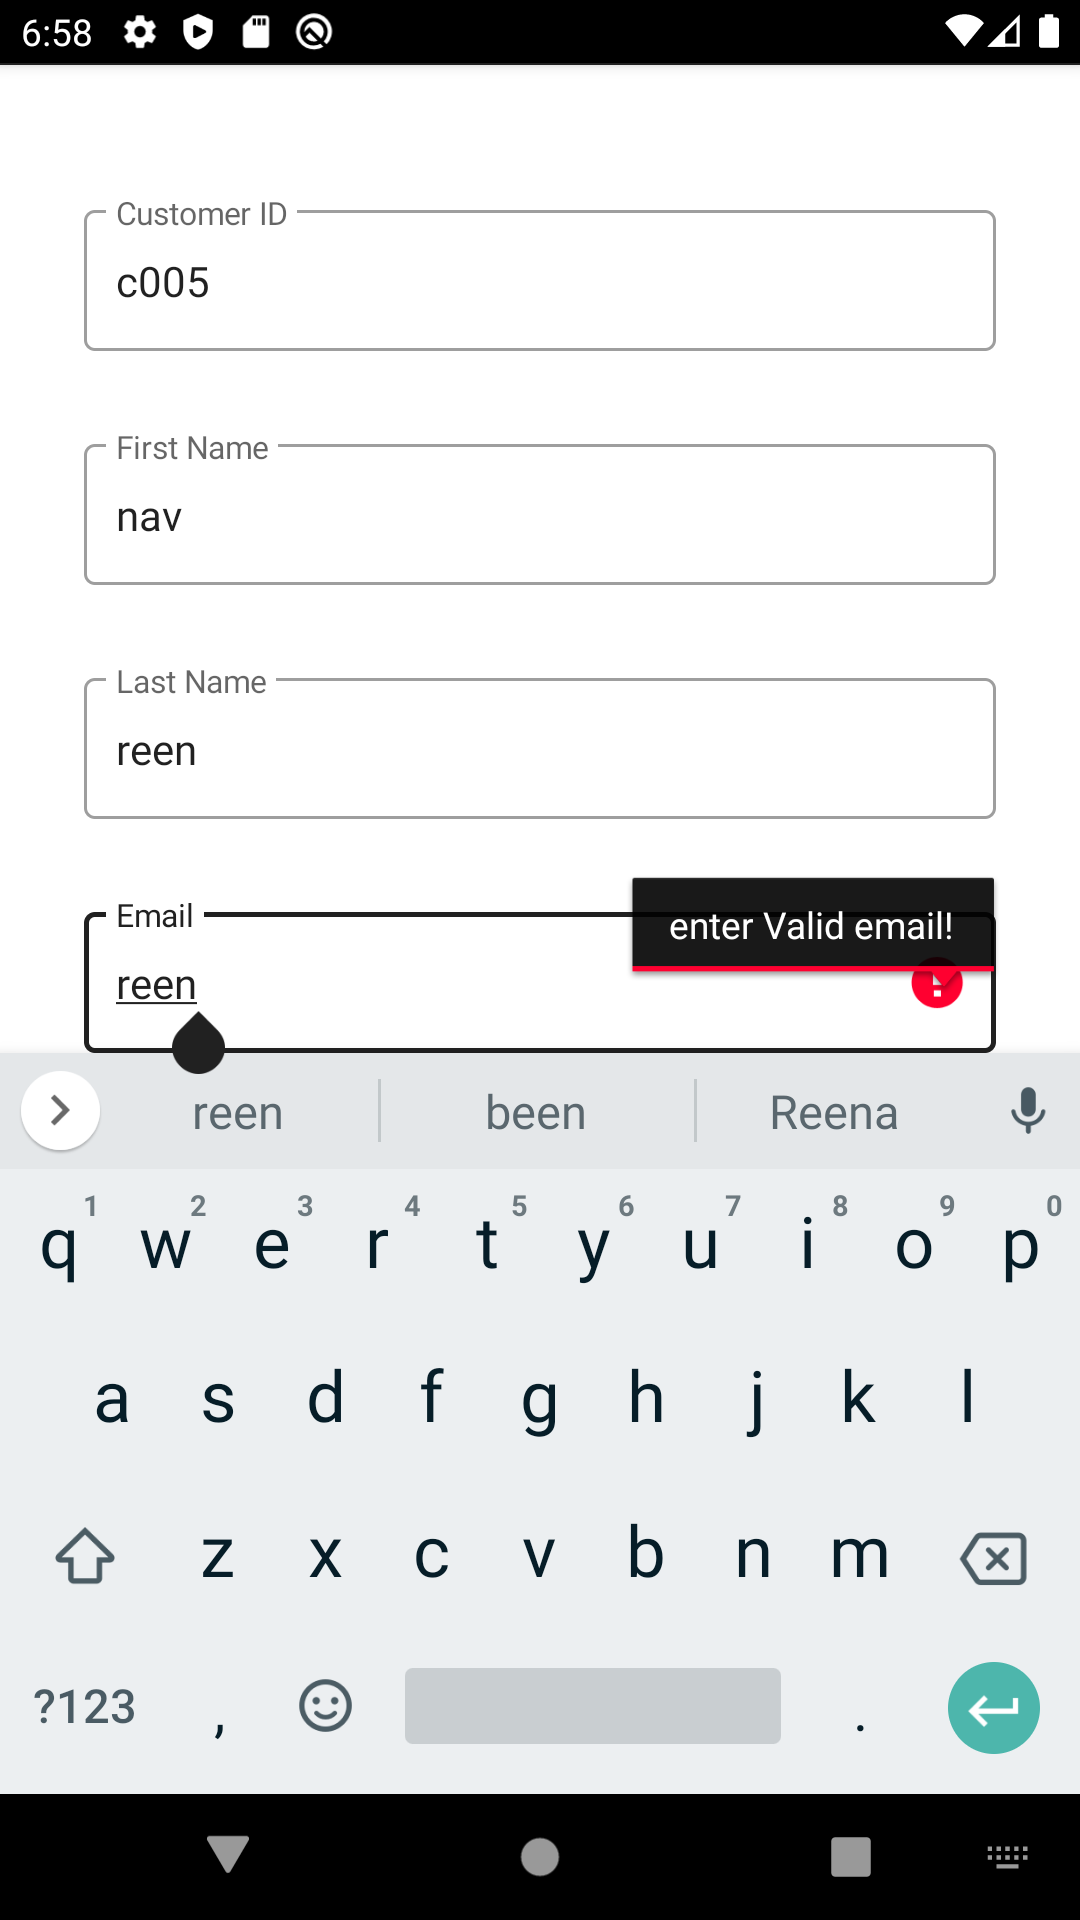 6:58
Customer ID
c005
First Name
nav
Last Name
reen
Email
enter Valid email!
reen
reen been Reena
1 2 3 4 5 6 7 8 9 0
q w e r t y u i o p
a s d f g h j k l
z x c v b n m
?123 , .